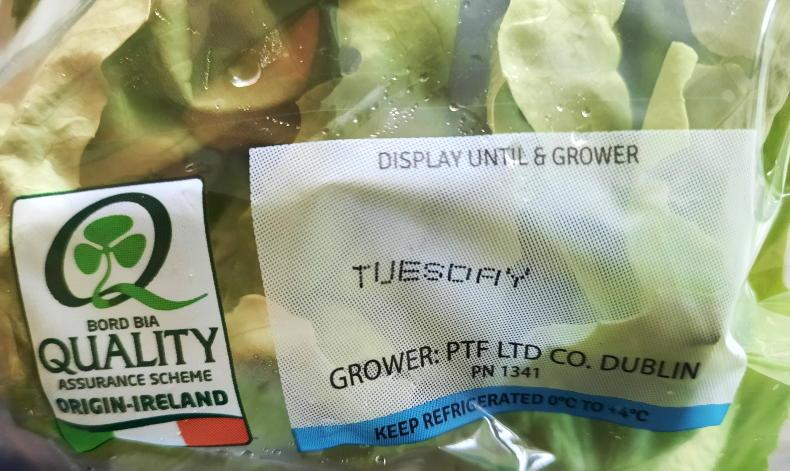 DISPLAY UNTIL & GROWER
TUESDAY
GROWER: PTF LTD CO. DUBLIN
PN 1341
KEEP REFRIGERATED 0°C TO +4°C
BORD BIA
QUALITY
ASSURANCE SCHEME
ORIGIN-IRELAND